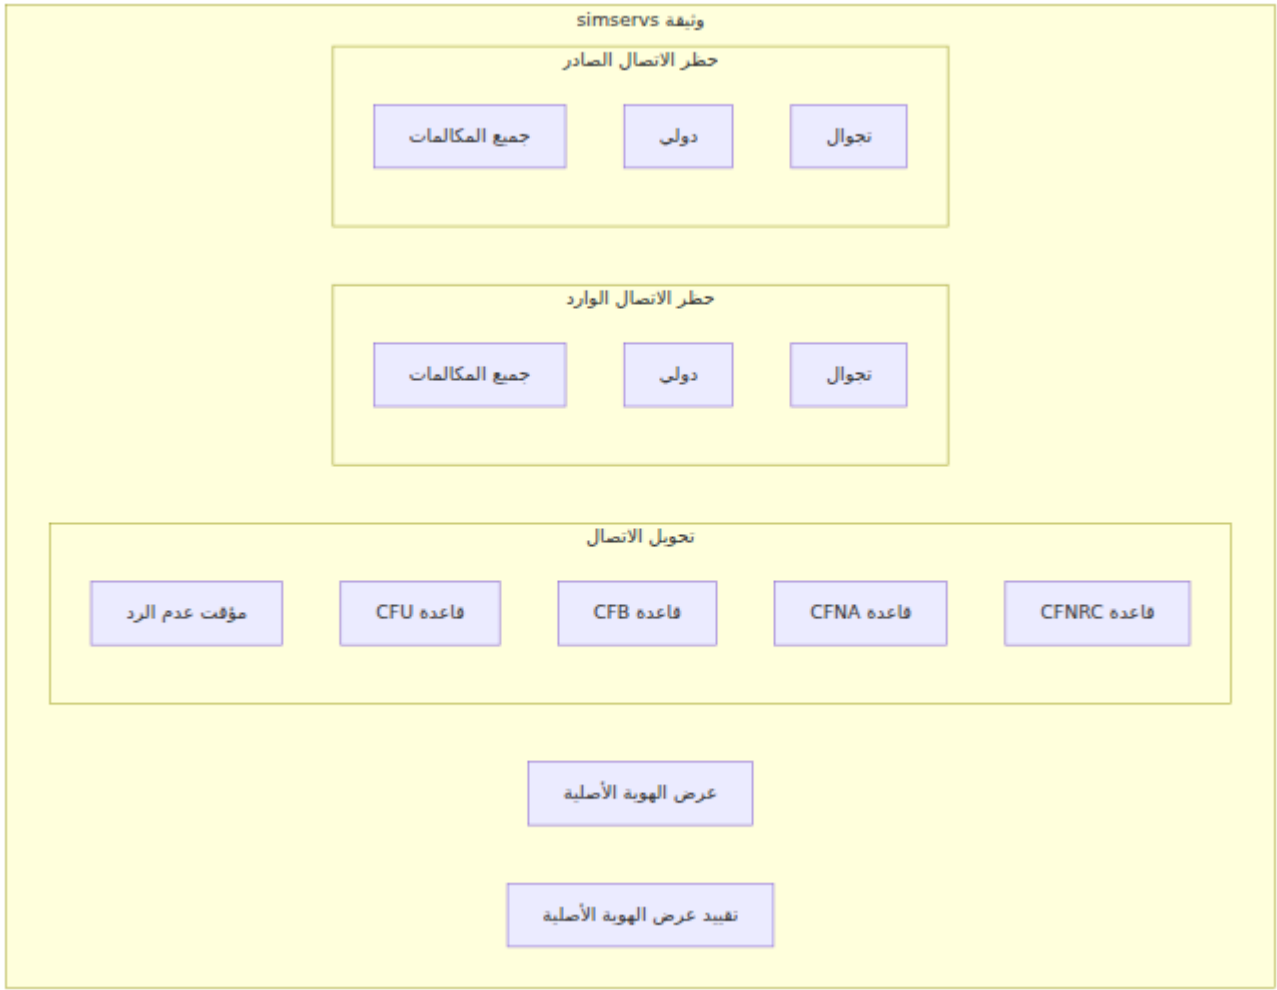 وثيقة simservs
حظر الاتصال الصادر
جميع المكالمات
دولي
تجوال
حظر الاتصال الوارد
جميع المكالمات
دولي
تجوال
تحويل الاتصال
مؤقت عدم الرد
قاعدة CFU
قاعدة CFB
قاعدة CFNA
قاعدة CFNRC
عرض الهوية الأصلية
تقييد عرض الهوية الأصلية